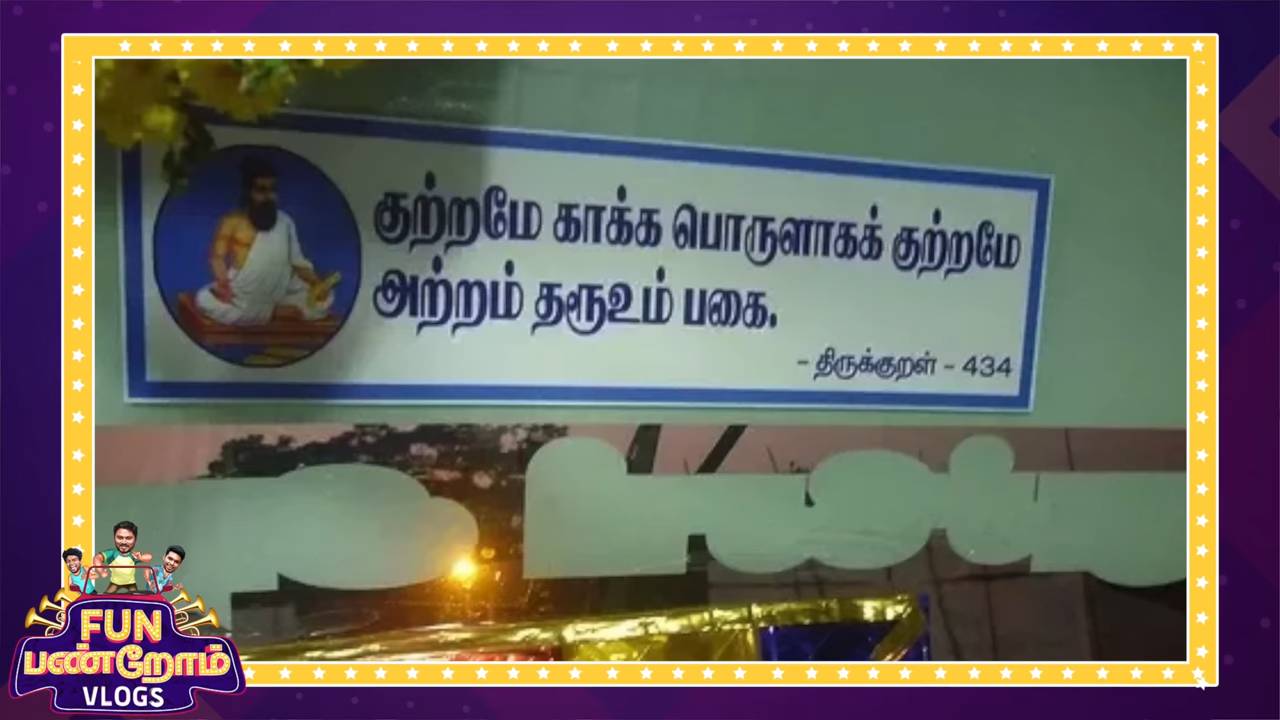 குற்றமே காக்க பொருளாகக் குற்றமே
அற்றம் தரூஉம் பகை.
- திருக்குறள் - 434
FUN
பண்றோம்
VLOGS